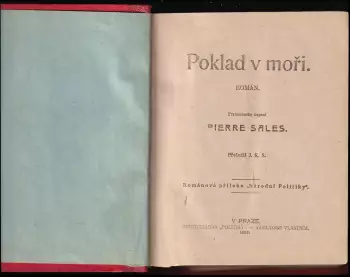 Poklad v moři.
ROMÁN.
Francouzsky napsal
PIERRE SALES.
Přeložil J. K. S.
Románová příloha „Národní Politiky“.
V PRAZE.